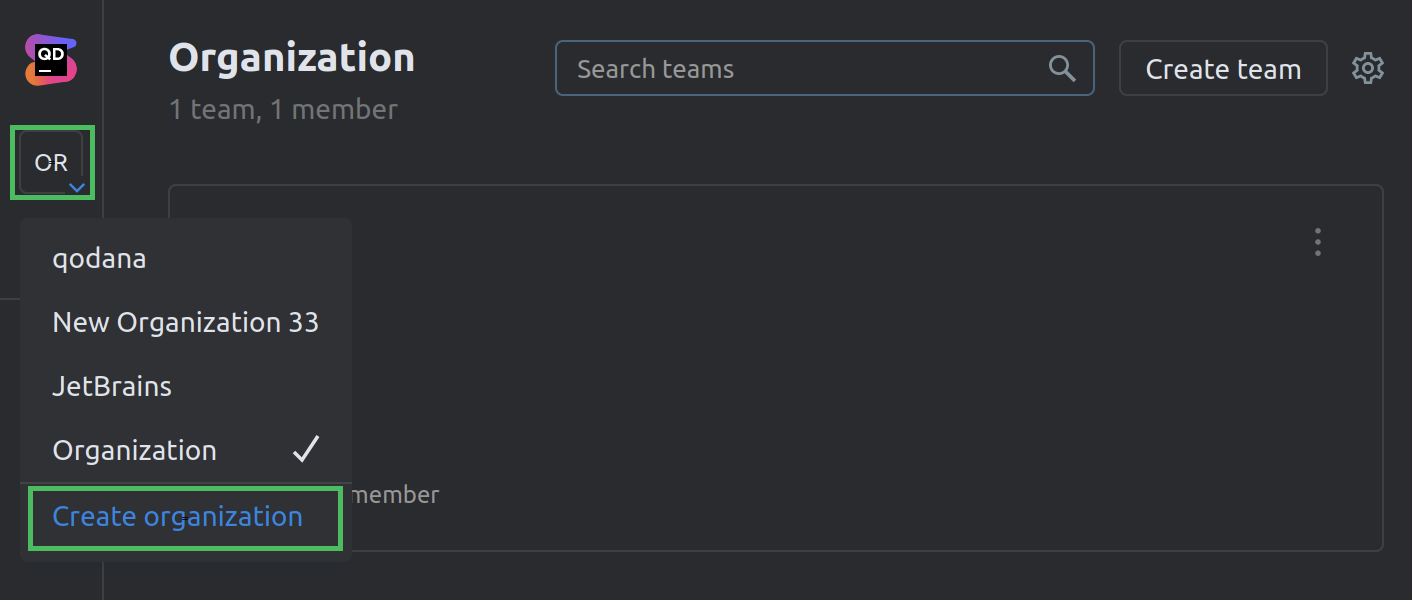 QD
Organization
1 team, 1 member
Search teams
Create team
OR
qodana
New Organization 33
JetBrains
Organization
Create organization
member